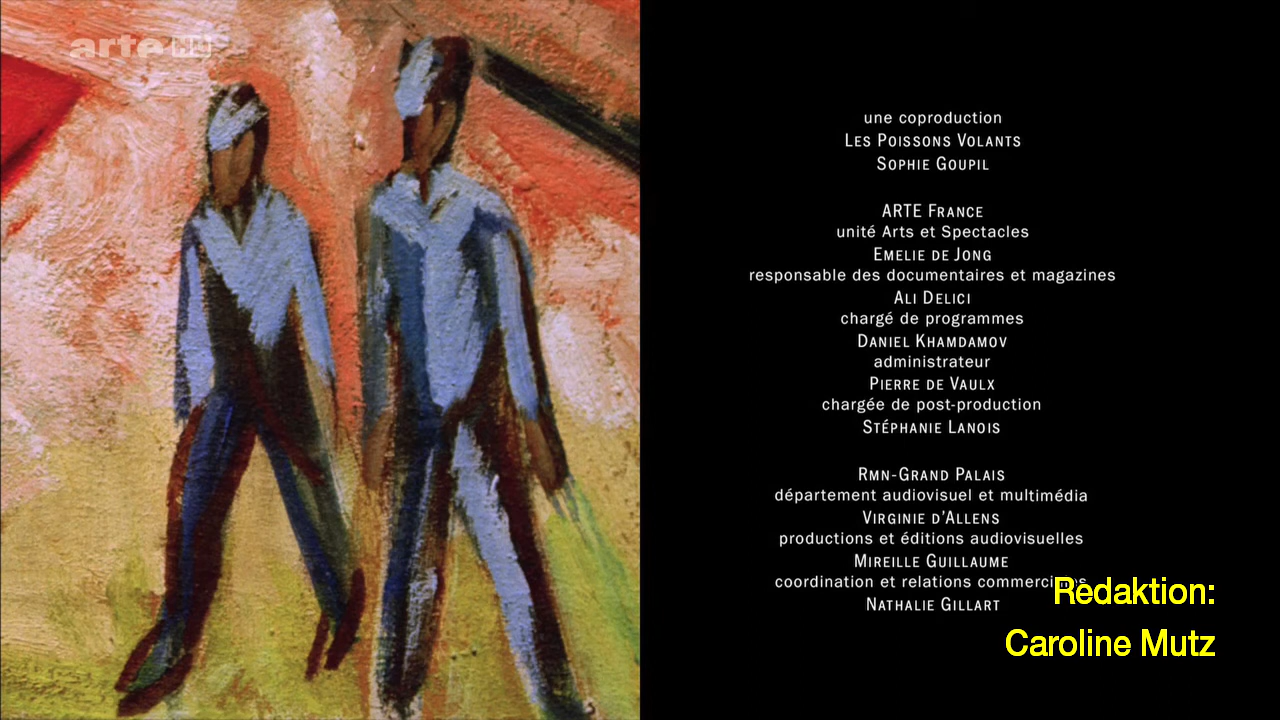 arte HD
une coproduction
LES POISSONS VOLANTS
SOPHIE GOUPIL
ARTE FRANCE
unité Arts et Spectacles
EMELIE DE JONG
responsable des documentaires et magazines
ALI DELICI
chargé de programmes
DANIEL KHAMDAMOV
administrateur
PIERRE DE VAULX
chargée de post-production
STÉPHANIE LANOIS
RMN-GRAND PALAIS
département audiovisuel et multimédia
VIRGINIE D'ALLENS
productions et éditions audiovisuelles
MIREILLE GUILLAUME
coordination et relations commerciales
NATHALIE GILLART
Redaktion:
Caroline Mutz